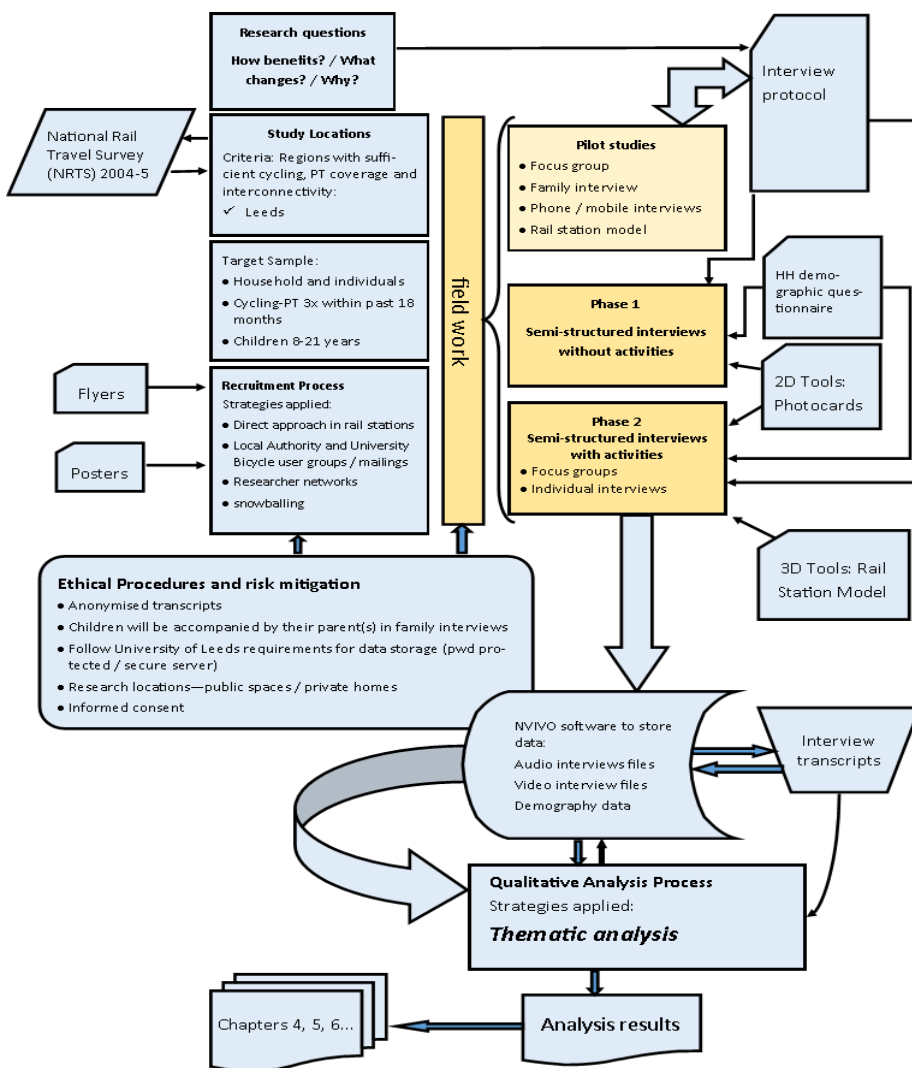 Research questions
How benefits? / What
changes? / Why?
Interview
protocol
National Rail
Travel Survey
(NRTS) 2004-5
Study Locations
Criteria: Regions with suffi-
cient cycling, PT coverage and
interconnectivity:
✓ Leeds
Pilot studies
• Focus group
• Family interview
• Phone / mobile interviews
• Rail station model
Target Sample:
• Household and individuals
• Cycling-PT 3x within past 18
months
• Children 8-21 years
field work
HH demo-
graphic ques-
tionnaire
Phase 1
Semi-structured interviews
without activities
2D Tools:
Photocards
Flyers
Posters
Recruitment Process
Strategies applied:
• Direct approach in rail stations
• Local Authority and University
Bicycle user groups / mailings
• Researcher networks
• snowballing
Phase 2
Semi-structured interviews
with activities
• Focus groups
• Individual interviews
3D Tools: Rail
Station Model
Ethical Procedures and risk mitigation
• Anonymised transcripts
• Children will be accompanied by their parent(s) in family interviews
• Follow University of Leeds requirements for data storage (pwd pro-
tected / secure server)
• Research locations—public spaces / private homes
• Informed consent
NVIVO software to store
data:
Audio interviews files
Video interview files
Demography data
Interview
transcripts
Qualitative Analysis Process
Strategies applied:
Thematic analysis
Chapters 4, 5, 6...
Analysis results